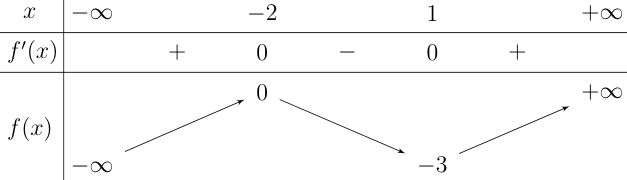 x −∞ −2 1 +∞
f′(x) + 0 − 0 +
0 +∞
f(x)
−∞ −3